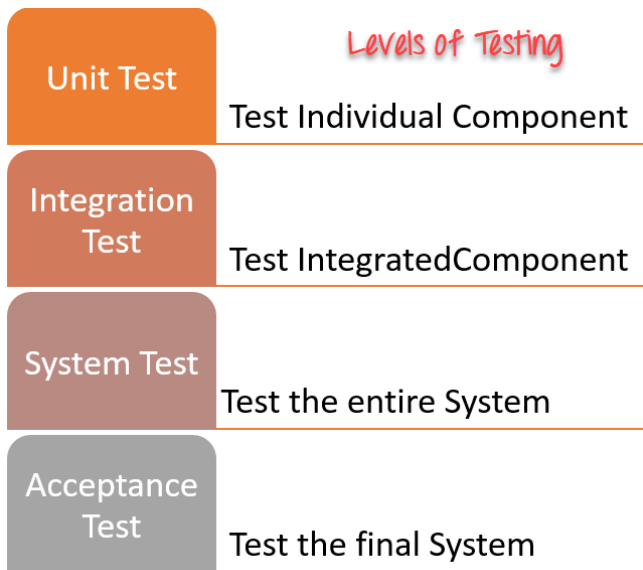 Levels of Testing
Unit Test
Test Individual Component
Integration
Test
Test IntegratedComponent
System Test
Test the entire System
Acceptance
Test
Test the final System